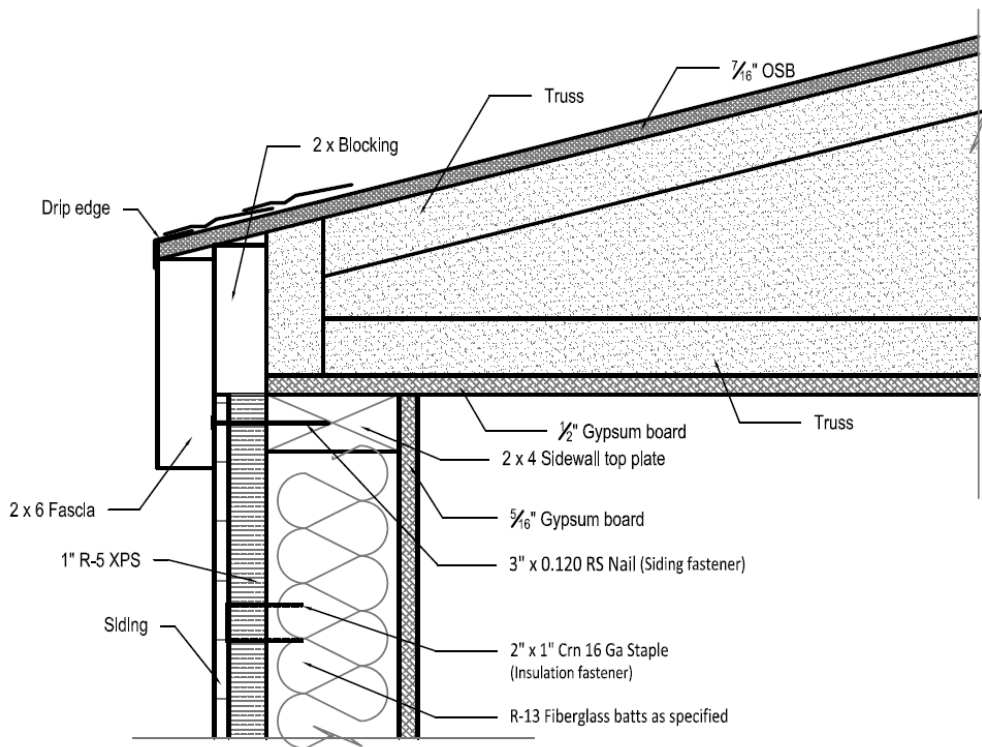 7/16" OSB
Truss
2 x Blocking
Drip edge
1/2" Gypsum board
Truss
2 x 4 Sidewall top plate
2 x 6 Fascia
5/16" Gypsum board
1" R-5 XPS
3" x 0.120 RS Nail (Siding fastener)
Siding
2" x 1" Crn 16 Ga Staple
(Insulation fastener)
R-13 Fiberglass batts as specified